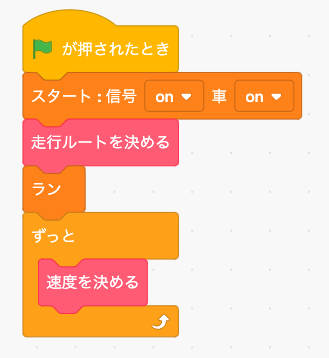 が押されたとき
スタート:信号 on 車 on
走行ルートを決める
ラン
ずっと
速度を決める